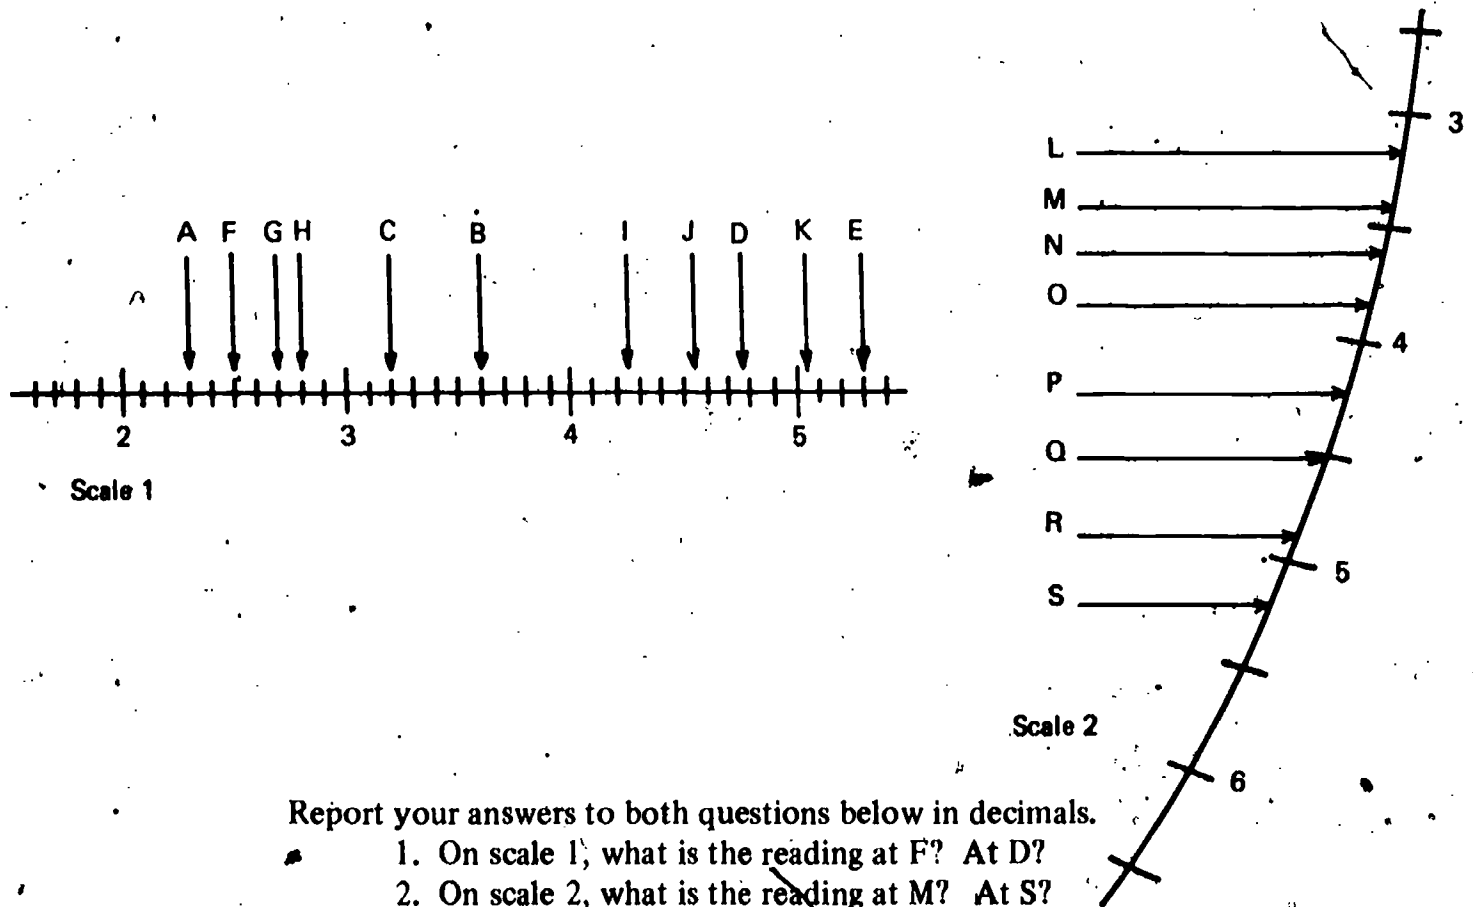 A F G H C B I J D K E
2 3 4 5
Scale 1
3
L
M
N
O
4
P
Q
R
5
S
Scale 2
6
Report your answers to both questions below in decimals.
1. On scale 1, what is the reading at F? At D?
2. On scale 2, what is the reading at M? At S?